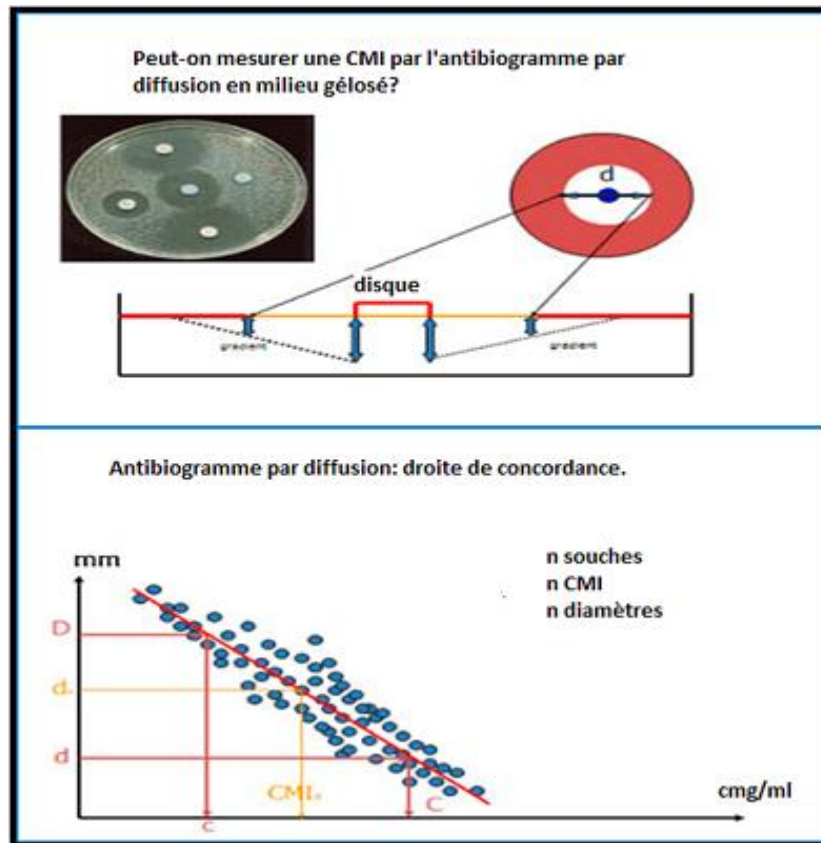 Peut-on mesurer une CMI par l'antibiogramme par
diffusion en milieu gélosé?
d
disque
gradient
gradient
Antibiogramme par diffusion: droite de concordance.
mm
n souches
n CMI
n diamètres
D
d
d
CMI
C
cmg/ml
c